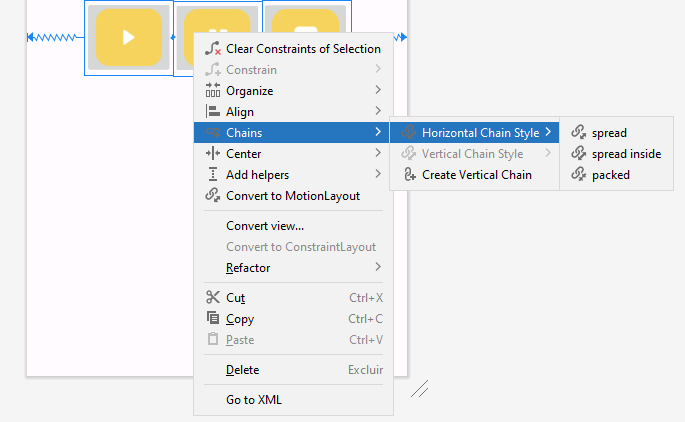 Clear Constraints of Selection
Constrain
Organize
Align
Chains
Center
Add helpers
Convert to MotionLayout
Convert view...
Convert to ConstraintLayout
Refactor
Cut Ctrl+X
Copy Ctrl+C
Paste Ctrl+V
Delete Excluir
Go to XML
Horizontal Chain Style
Vertical Chain Style
Create Vertical Chain
spread
spread inside
packed